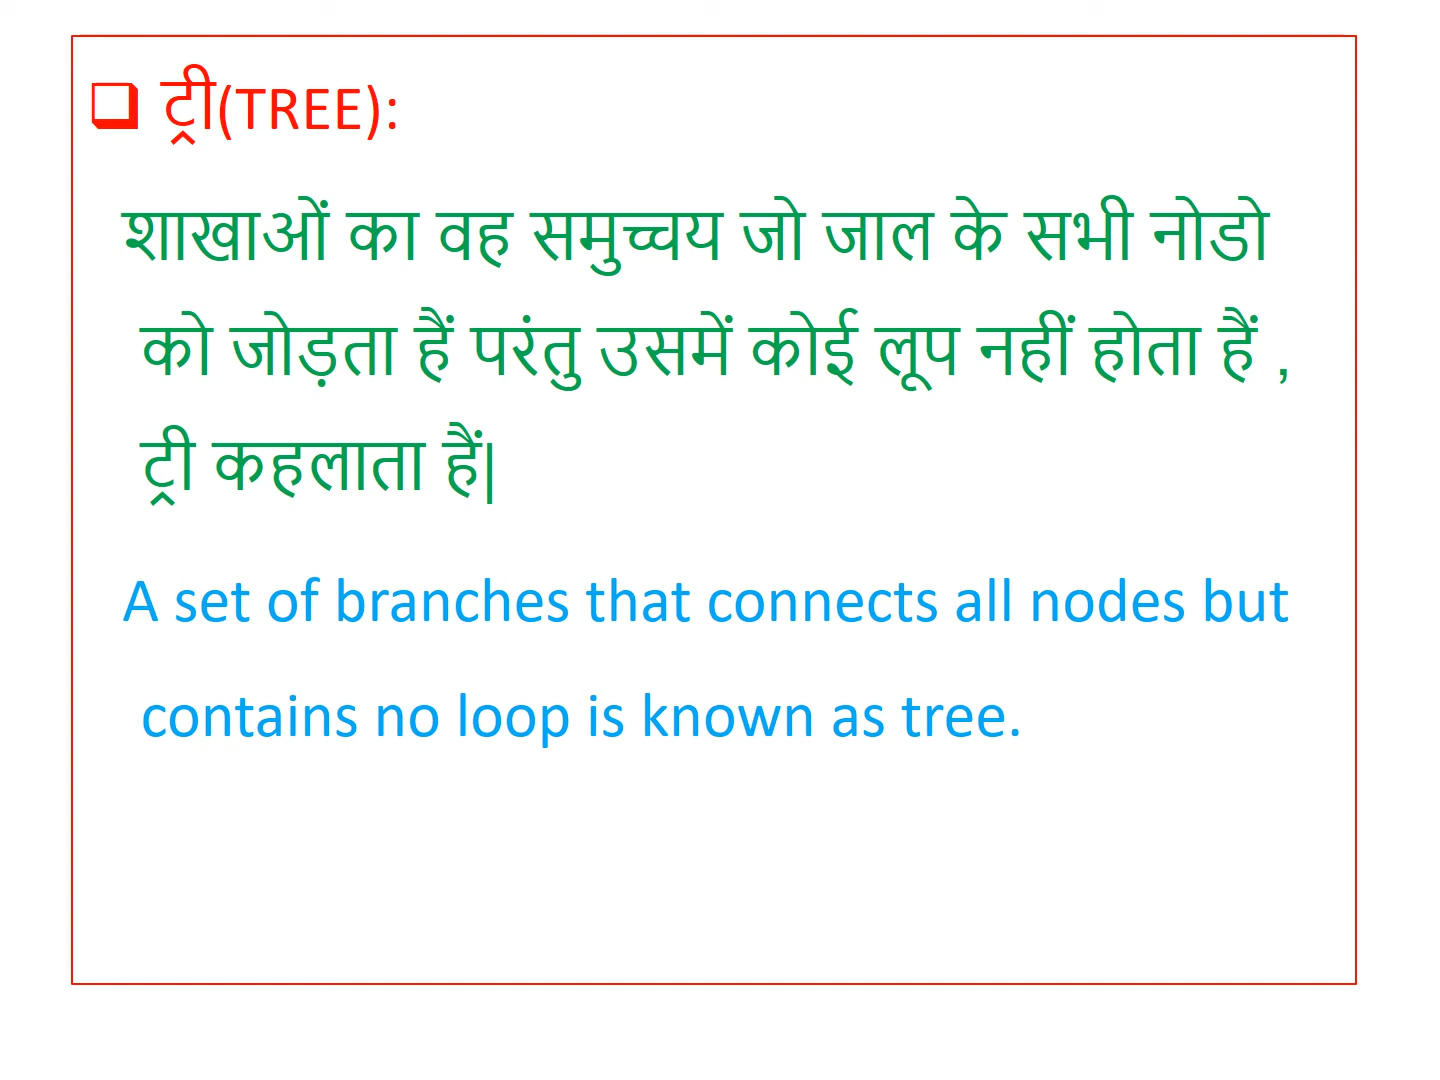 ट्री(TREE):
शाखाओं का वह समुच्चय जो जाल के सभी नोडो
को जोड़ता हैं परंतु उसमें कोई लूप नहीं होता हैं ,
ट्री कहलाता हैं|
A set of branches that connects all nodes but
contains no loop is known as tree.